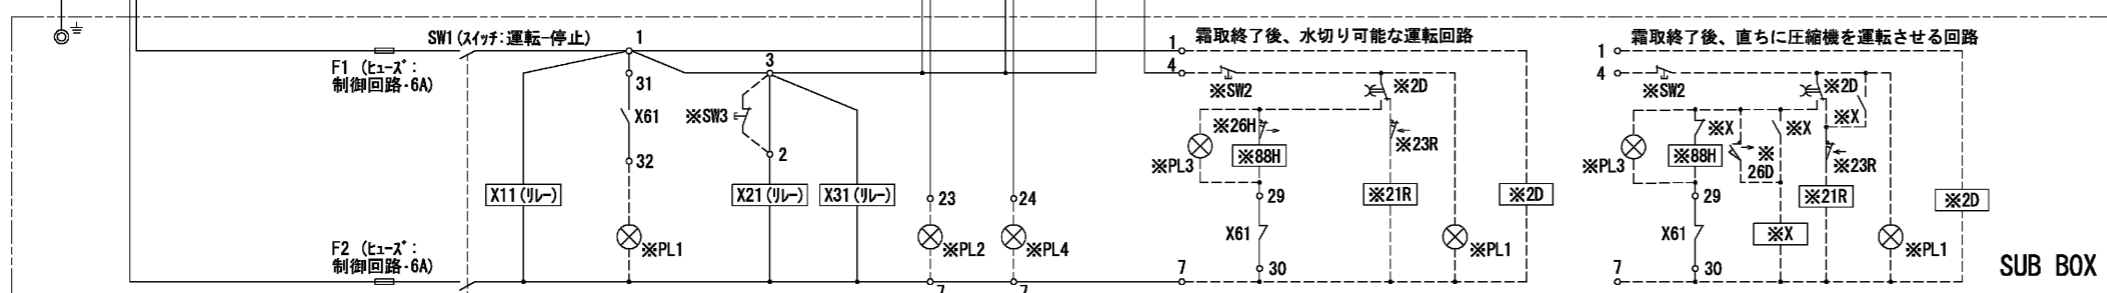 SW1(スイッチ:運転-停止)
1
F1 (ヒューズ:
制御回路・6A)
31
X61
32
3
※SW3
2
X11(リレー)
X21(リレー)
X31(リレー)
※PL1
23
24
※PL2
※PL4
F2 (ヒューズ:
制御回路・6A)
7
7
1
霜取終了後、水切り可能な運転回路
4
※SW2
※2D
※26H
※23R
※PL3
※88H
29
※21R
※2D
X61
※PL1
7
30
1
霜取終了後、直ちに圧縮機を運転させる回路
4
※SW2
※2D
※X
※X
※X
※PL3
※88H
※
26D
※23R
29
※21R
※2D
X61
※X
※PL1
7
30
SUB BOX